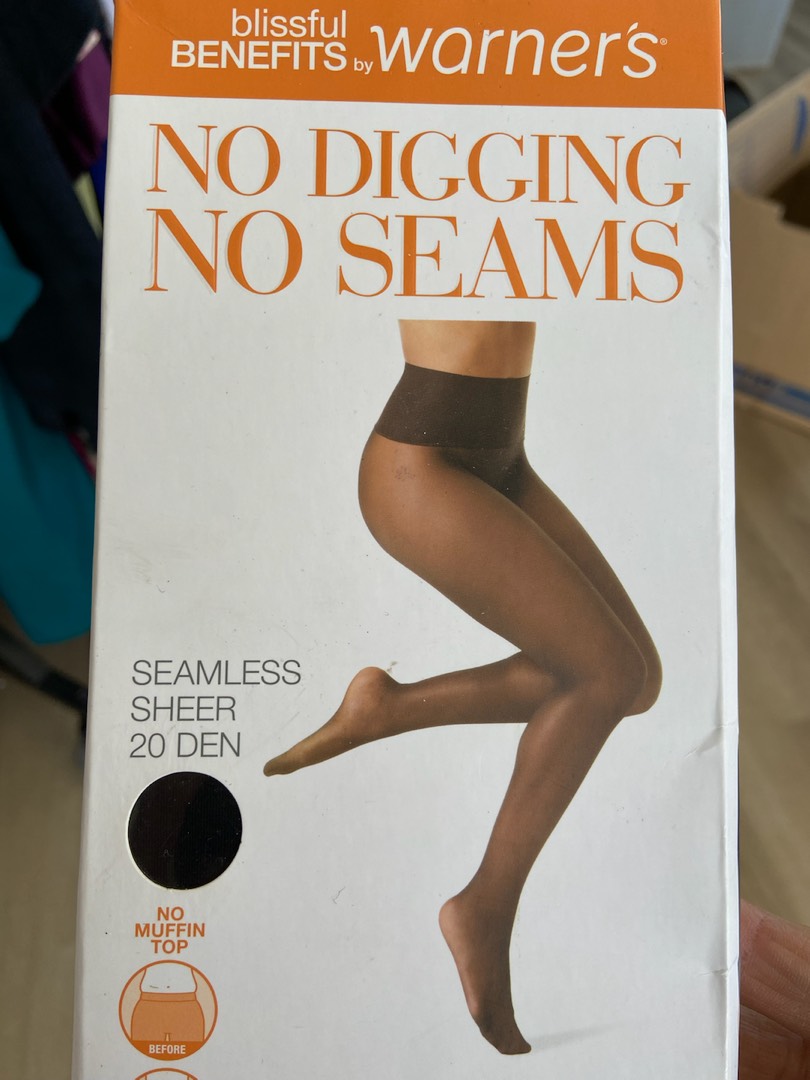 blissful
BENEFITS by warner's®
NO DIGGING
NO SEAMS
SEAMLESS
SHEER
20 DEN
NO
MUFFIN
TOP
BEFORE